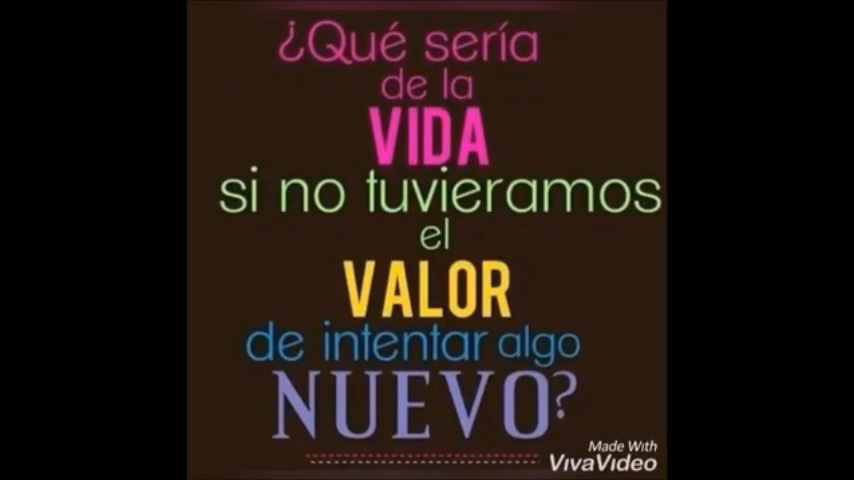 ¿Qué sería
de la
VIDA
si no tuvieramos
el
VALOR
de intentar algo
NUEVO?
Made With
VivaVideo